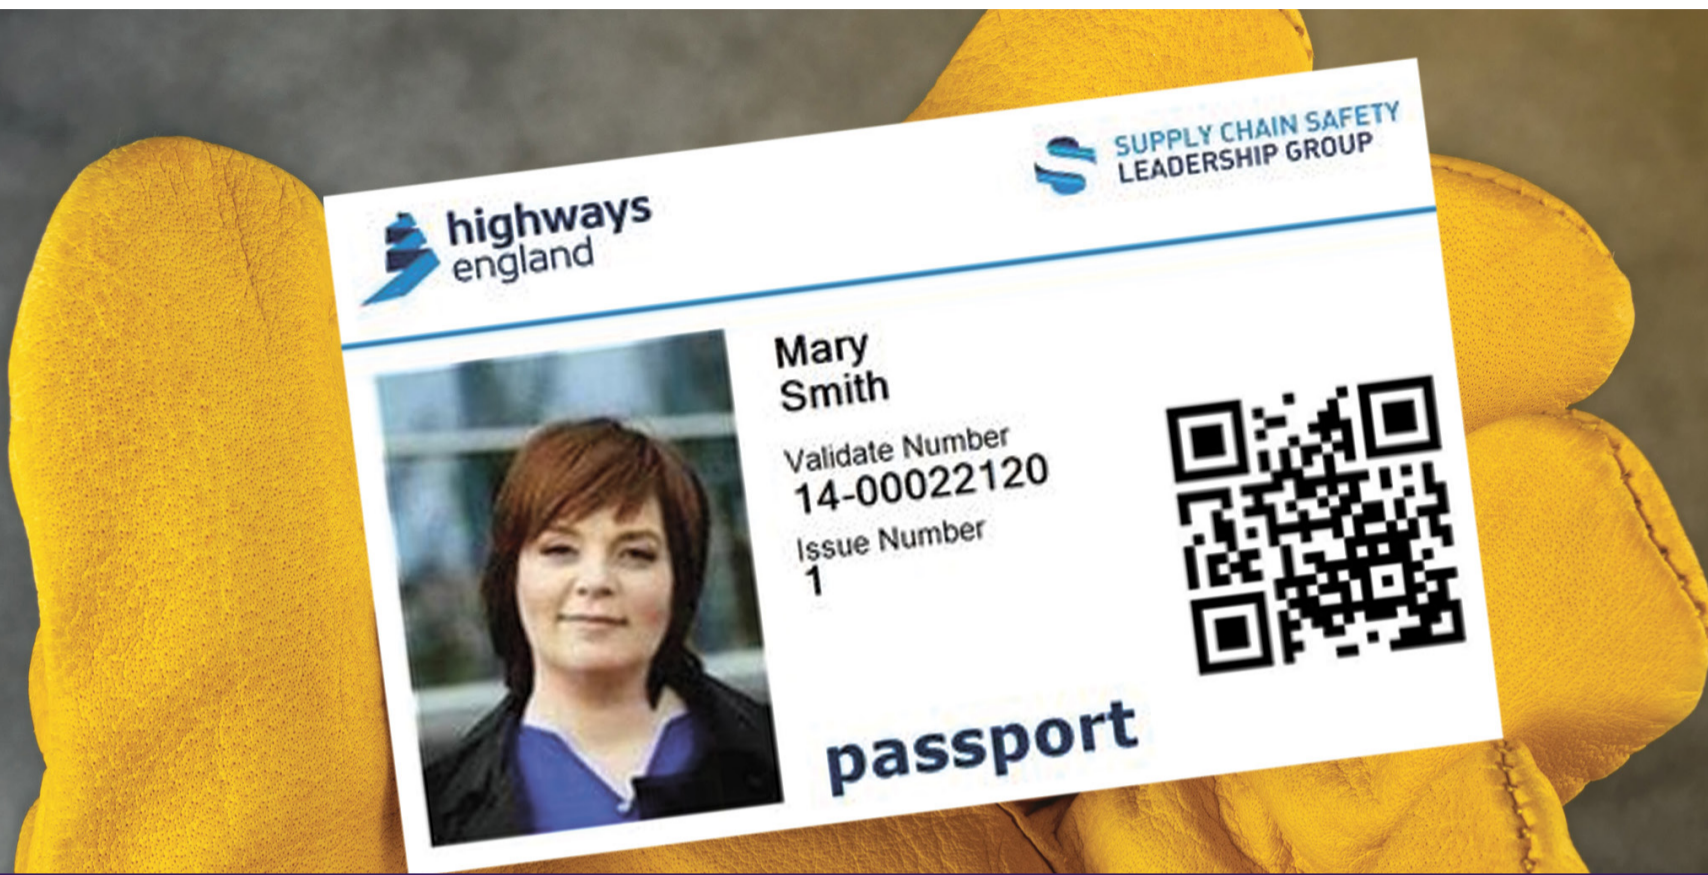 highways
england
SUPPLY CHAIN SAFETY
LEADERSHIP GROUP
Mary
Smith
Validate Number
14-00022120
Issue Number
1
passport